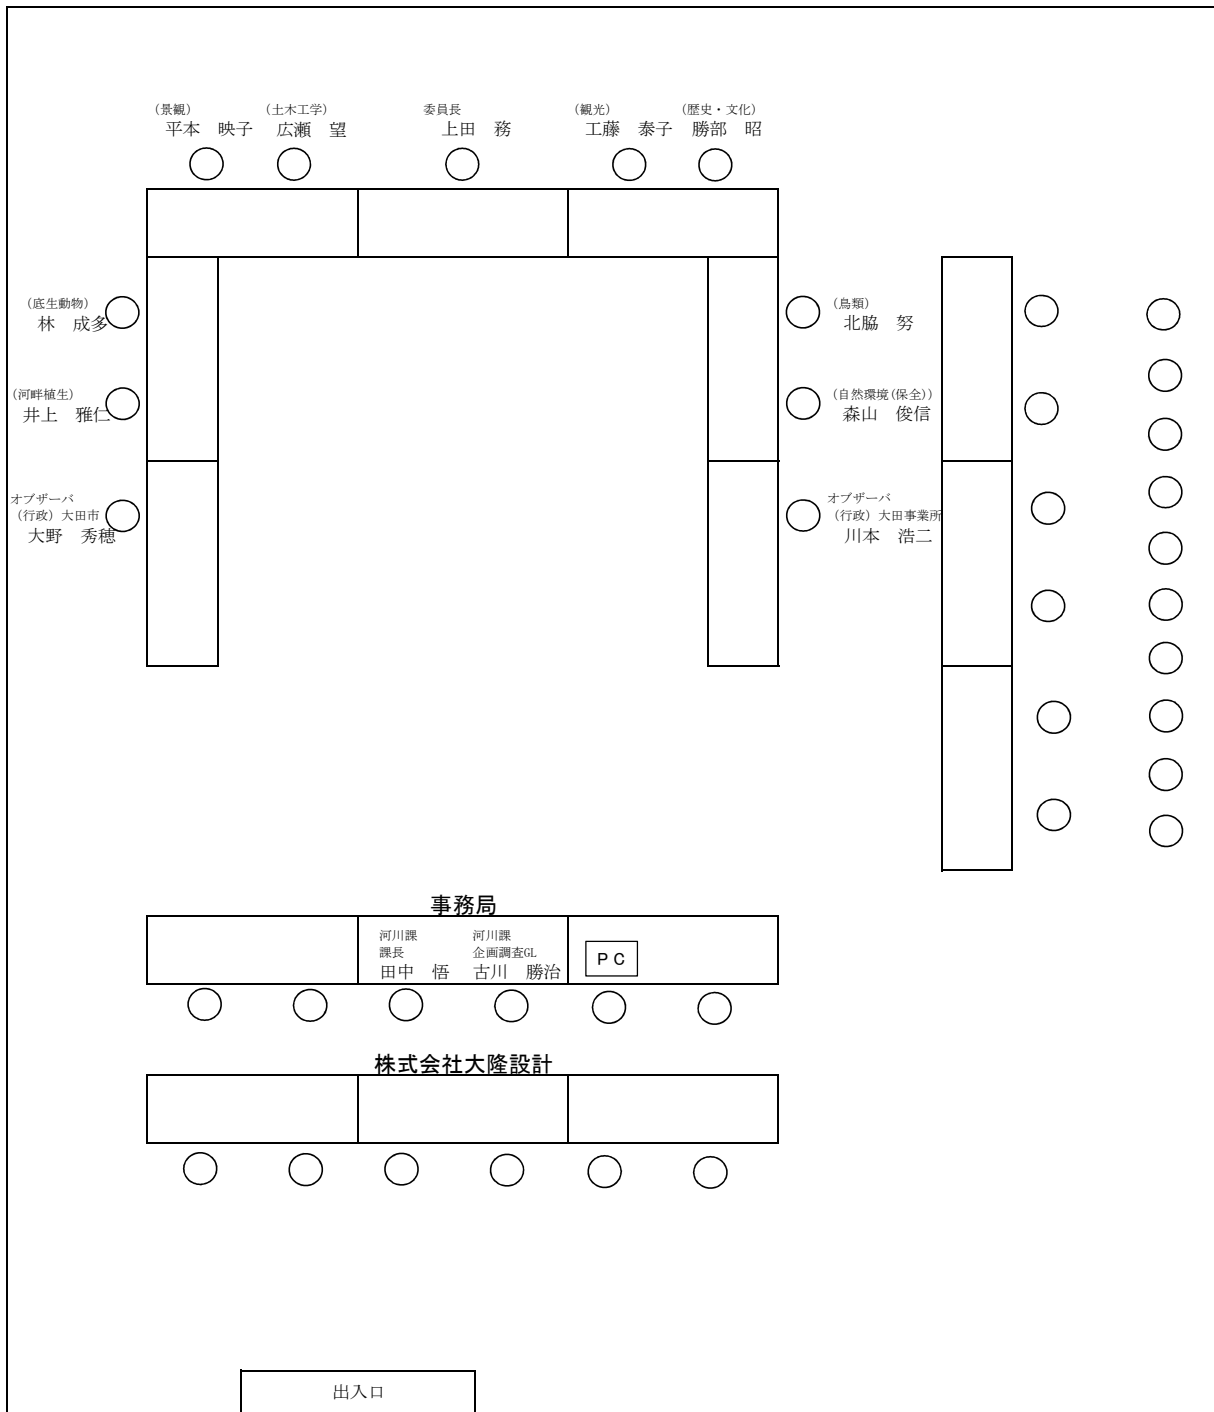 (景観)
平本　映子
(土木工学)
広瀬　望
委員長
上田　務
(観光)
工藤　泰子
(歴史・文化)
勝部　昭
(底生動物)
林　成多
(河畔植生)
井上　雅仁
オブザーバ
（行政）大田市
大野　秀穂
(鳥類)
北脇　努
(自然環境(保全))
森山　俊信
オブザーバ
（行政）大田事業所
川本　浩二
事務局
河川課
課長
田中　悟
河川課
企画調査GL
古川　勝治
ＰＣ
株式会社大隆設計
出入口